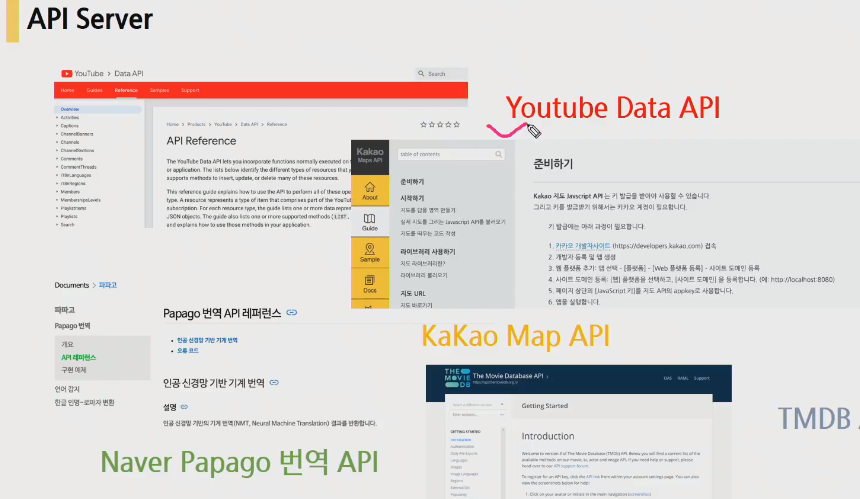 API Server
YouTube > Data API
Search
Home Guides Reference Samples Support
Overview
Activities
Captions
ChannelBanners
Channels
ChannelSections
Comments
CommentThreads
i18nLanguages
i18nRegions
Members
MembershipsLevels
PlaylistItems
Playlists
Search
Home > Products > YouTube > Data API > Reference
API Reference
The YouTube Data API lets you incorporate functions normally executed on
or application. The lists below identify the different types of resources that
supports methods to insert, update, or delete many of these resources.
This reference guide explains how to use the API to perform all of these op
type. A resource represents a type of item that comprises part of the YouTub
subscription. For each resource type, the guide lists one or more data repre
JSON objects. The guide also lists one or more supported methods (LIST,
and explains how to use those methods in your application.
Youtube Data API
Kakao
Maps API
About
Guide
Sample
Docs
table of contents
준비하기
시작하기
지도를 담을 영역 만들기
실제 지도를 그리는 Javascript API를 불러오기
지도를 띄우는 코드 작성
라이브러리 사용하기
지도 라이브러리란?
라이브러리 불러오기
지도 URL
지도 바로가기
준비하기
Kakao 지도 Javscript API 는 키 발급을 받아야 사용할 수 있습니다.
그리고 키를 발급받기 위해서는 카카오 계정이 필요합니다.
키 발급에는 아래 과정이 필요합니다.
1. 카카오 개발자사이트 (https://developers.kakao.com) 접속
2. 개발자 등록 및 앱 생성
3. 웹 플랫폼 추가: 앱 선택 - [플랫폼] - [Web 플랫폼 등록] - 사이트 도메인 등록
4. 사이트 도메인 등록: [웹] 플랫폼을 선택하고, [사이트 도메인] 을 등록합니다. (예: http://localhost:8080)
5. 페이지 상단의 [JavaScript 키]를 지도 API의 appkey로 사용합니다.
6. 앱을 실행합니다.
KaKao Map API
Documents > 파파고
파파고
Papago 번역
개요
API 레퍼런스
구현 예제
언어 감지
한글 인명-로마자 변환
Papago 번역 API 레퍼런스
• 인공 신경망 기반 기계 번역
• 오류 코드
인공 신경망 기반 기계 번역
설명
인공 신경망 기반의 기계 번역(NMT, Neural Machine Translation) 결과를 반환합니다.
Naver Papago 번역 API
THE
MOVIE
DB
The Movie Database API
Support
GETTING STARTED
Introduction
Authentication
Languages
Images
Regions
Popularity
Getting Started
Introduction
Welcome to version 3 of The Movie Database (TMDb) API. Below you will find a current list of the
available methods on our movie, tv, actor and image API. If you need help or support, please
head over to our API support forum.
To register for an API key, click the API link from within your account settings page. You can also
view the screenshots below for help:
1. Click on your avatar or initials in the main navigation (screenshot)
TMDB